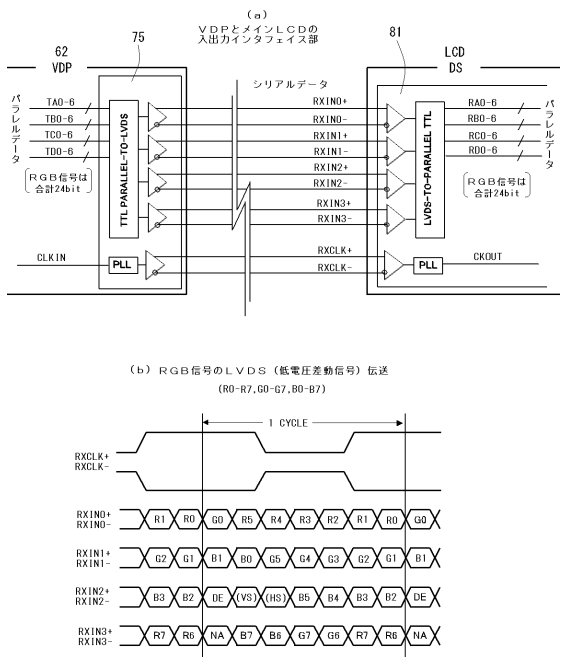 (a)
VDPとメインLCDの
入出力インタフェイス部
62
VDP
75
81
LCD
DS
シリアルデータ
パラレルデータ
TA0-6
TB0-6
TC0-6
TD0-6
RGB信号は
合計24bit
TTL PARALLEL-TO-LVDS
CLKIN
PLL
RXIN0+
RXIN0-
RXIN1+
RXIN1-
RXIN2+
RXIN2-
RXIN3+
RXIN3-
RXCLK+
RXCLK-
LVDS-TO-PARALLEL TTL
PLL
RA0-6
RB0-6
RC0-6
RD0-6
パラレルデータ
RGB信号は
合計24bit
CKOUT
(b) RGB信号のLVDS (低電圧差動信号) 伝送
(R0-R7,G0-G7,B0-B7)
1 CYCLE
RXCLK+
RXCLK-
RXIN0+
RXIN0-
R1 R0 G0 R5 R4 R3 R2 R1 R0 G0
RXIN1+
RXIN1-
G2 G1 B1 B0 G5 G4 G3 G2 G1 B1
RXIN2+
RXIN2-
B3 B2 DE (VS) (HS) B5 B4 B3 B2 DE
RXIN3+
RXIN3-
R7 R6 NA B7 B6 G7 G6 R7 R6 NA